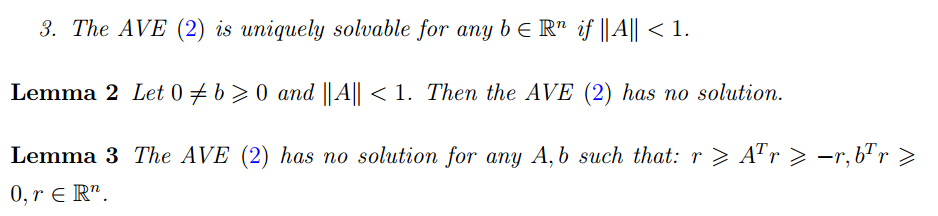 3. The AVE (2) is uniquely solvable for any b ∈ ℝⁿ if ‖A‖ < 1.
Lemma 2 Let 0 ≠ b ⩾ 0 and ‖A‖ < 1. Then the AVE (2) has no solution.
Lemma 3 The AVE (2) has no solution for any A, b such that: r ⩾ Aᵀr ⩾ −r, bᵀr ⩾
0, r ∈ ℝⁿ.